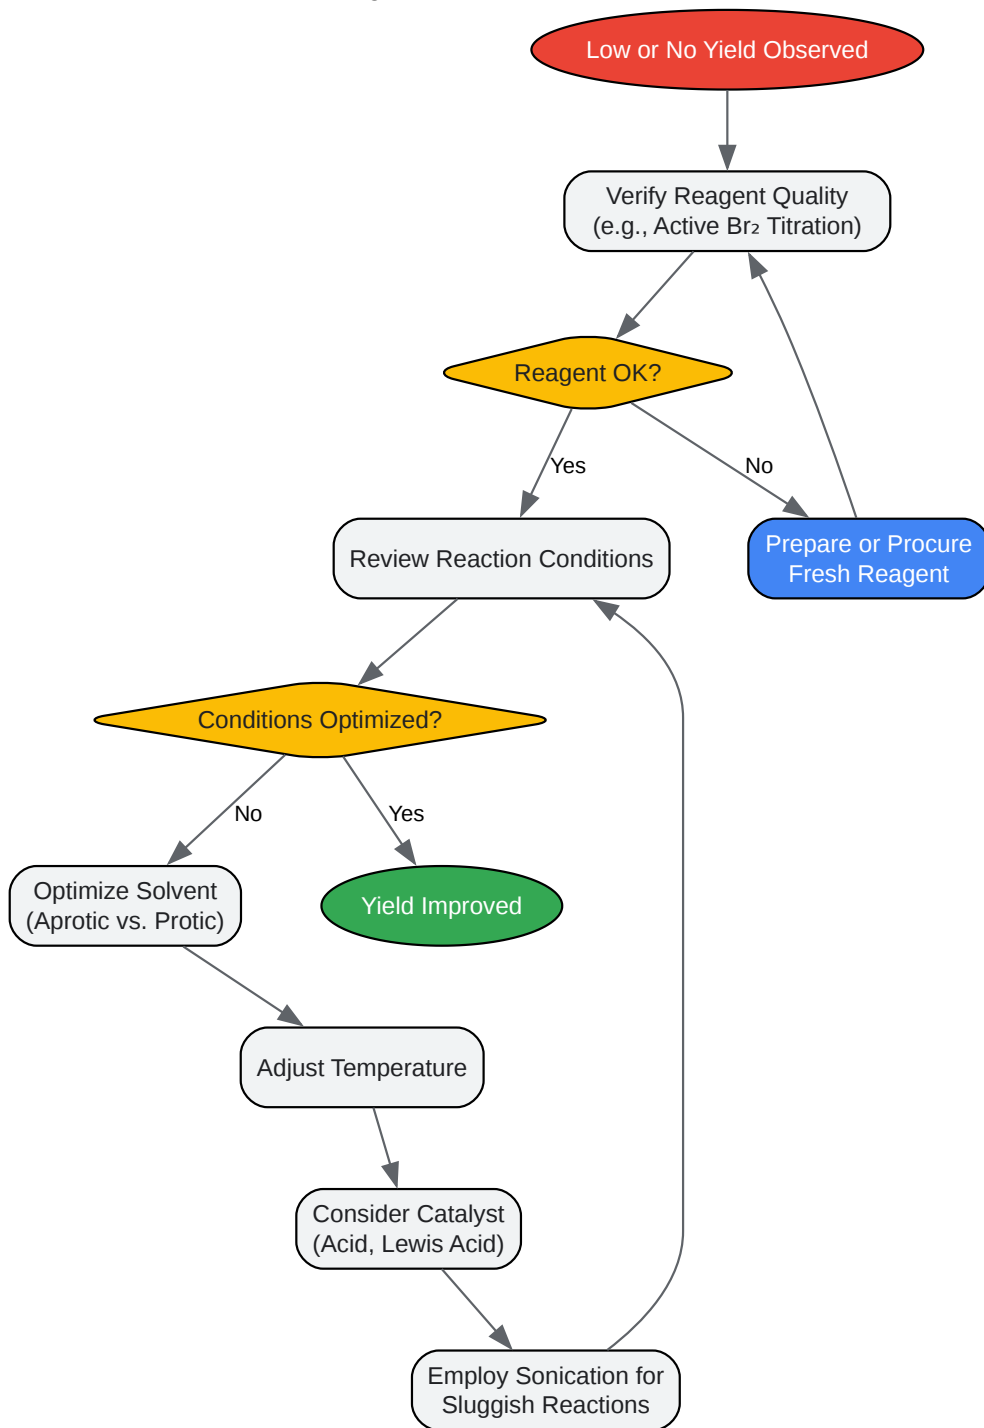 Low or No Yield Observed
Verify Reagent Quality
(e.g., Active Br₂ Titration)
Reagent OK?
Yes
No
Review Reaction Conditions
Prepare or Procure
Fresh Reagent
Conditions Optimized?
No
Yes
Optimize Solvent
(Aprotic vs. Protic)
Yield Improved
Adjust Temperature
Consider Catalyst
(Acid, Lewis Acid)
Employ Sonication for
Sluggish Reactions